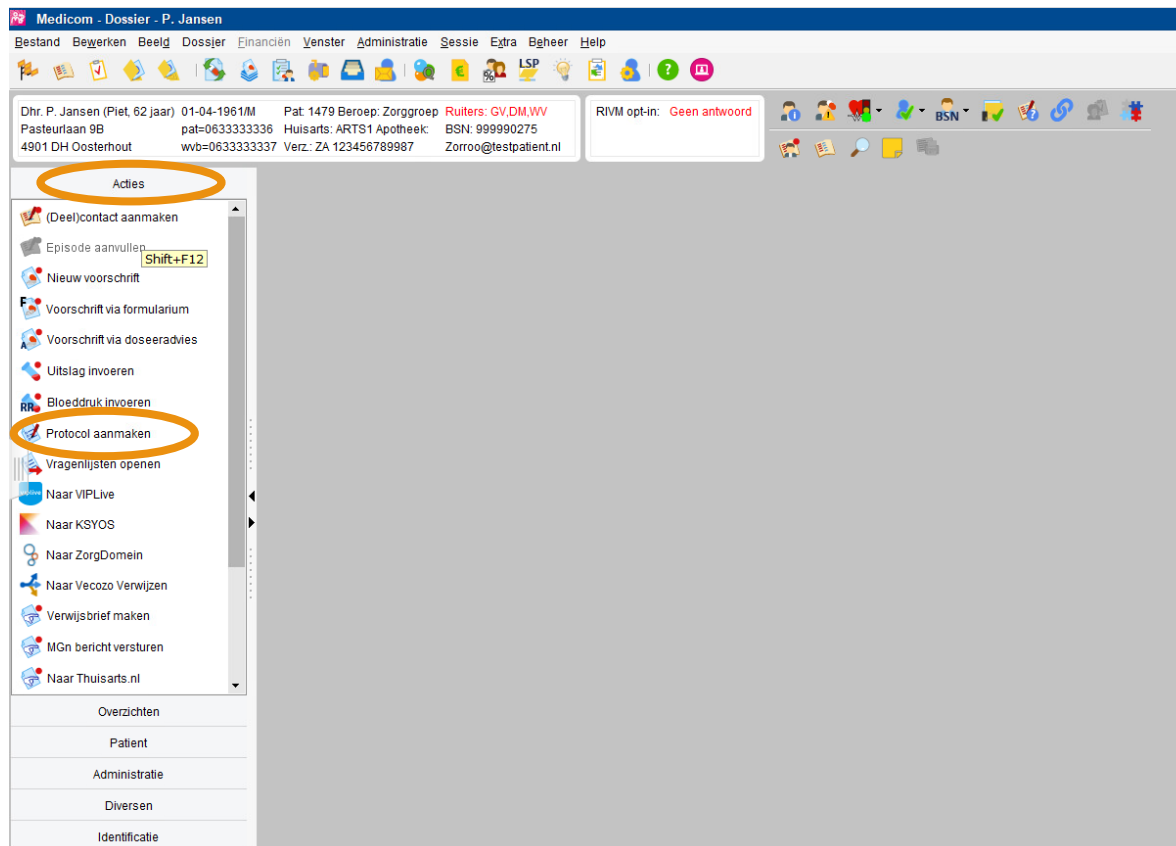 Medicom - Dossier - P. Jansen
Bestand Bewerken Beeld Dossier Financiën Venster Administratie Sessie Extra Beheer Help
LSP
Dhr. P. Jansen (Piet, 62 jaar) 01-04-1961/M Pat: 1479 Beroep: Zorggroep Ruiters: GV,DM,WV
Pasteurlaan 9B pat=0633333336 Huisarts: ARTS1 Apotheek: BSN: 999990275
4901 DH Oosterhout wvb=0633333337 Verz.: ZA 123456789987 Zorroo@testpatient.nl
RIVM opt-in: Geen antwoord
BSN
Acties
(Deel)contact aanmaken
Episode aanvullen
Shift+F12
Nieuw voorschrift
F
Voorschrift via formularium
A
Voorschrift via doseeradvies
Uitslag invoeren
RR
Bloeddruk invoeren
Protocol aanmaken
Vragenlijsten openen
Naar VIPLive
Naar KSYOS
Naar ZorgDomein
Naar Vecozo Verwijzen
Verwijsbrief maken
MGn bericht versturen
Naar Thuisarts.nl
Overzichten
Patient
Administratie
Diversen
Identificatie